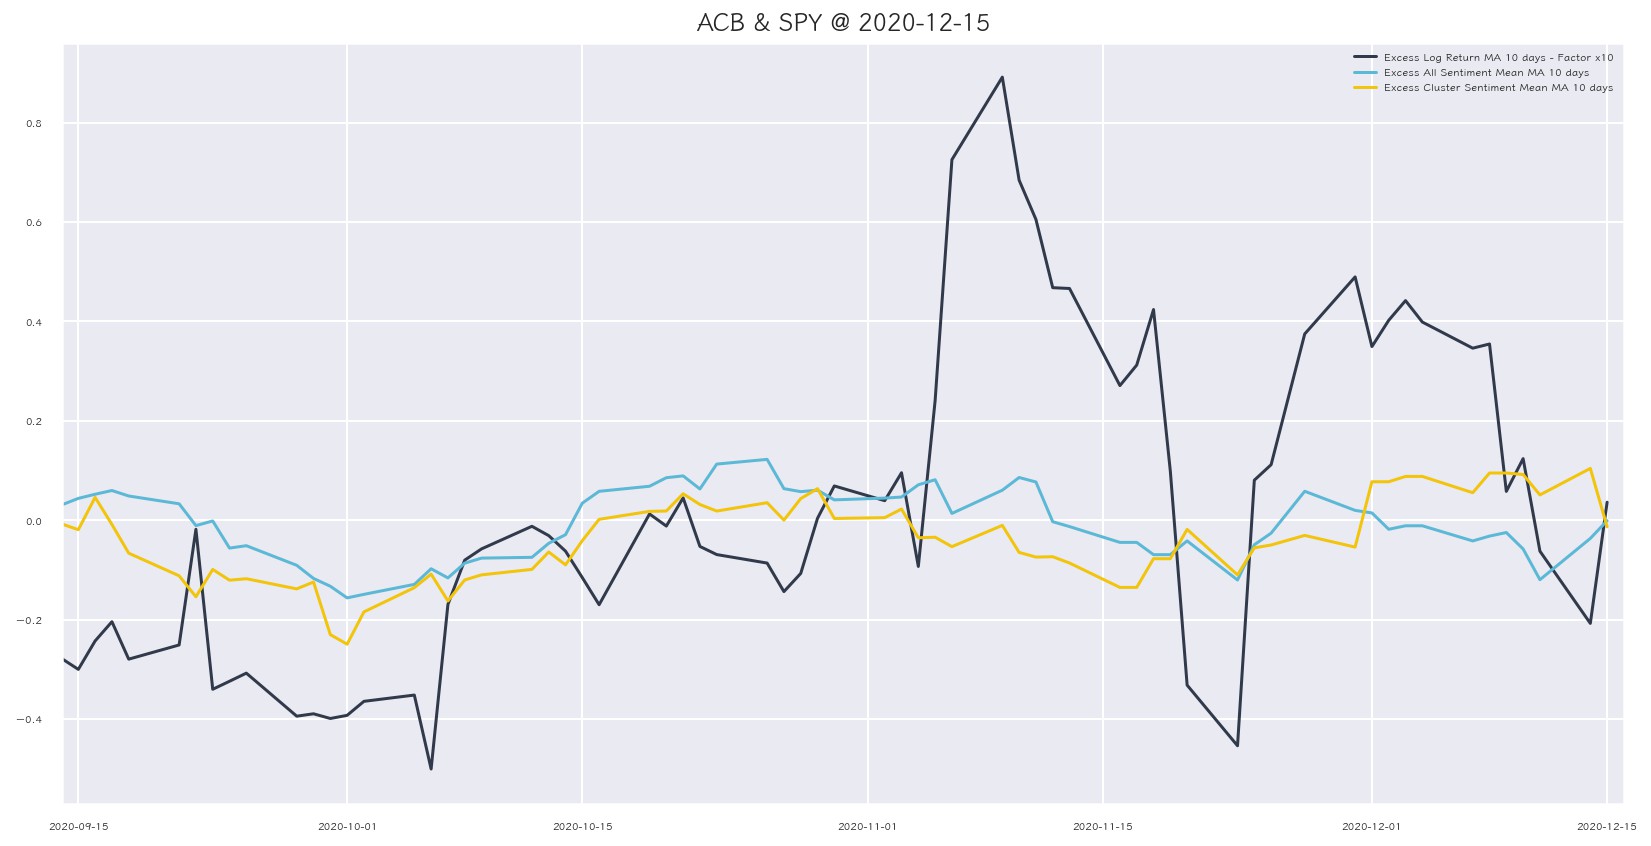 ACB & SPY @ 2020-12-15
Excess Log Return MA 10 days - Factor x10
Excess All Sentiment Mean MA 10 days
Excess Cluster Sentiment Mean MA 10 days
0.8
0.6
0.4
0.2
0.0
−0.2
−0.4
2020-09-15 2020-10-01 2020-10-15 2020-11-01 2020-11-15 2020-12-01 2020-12-15